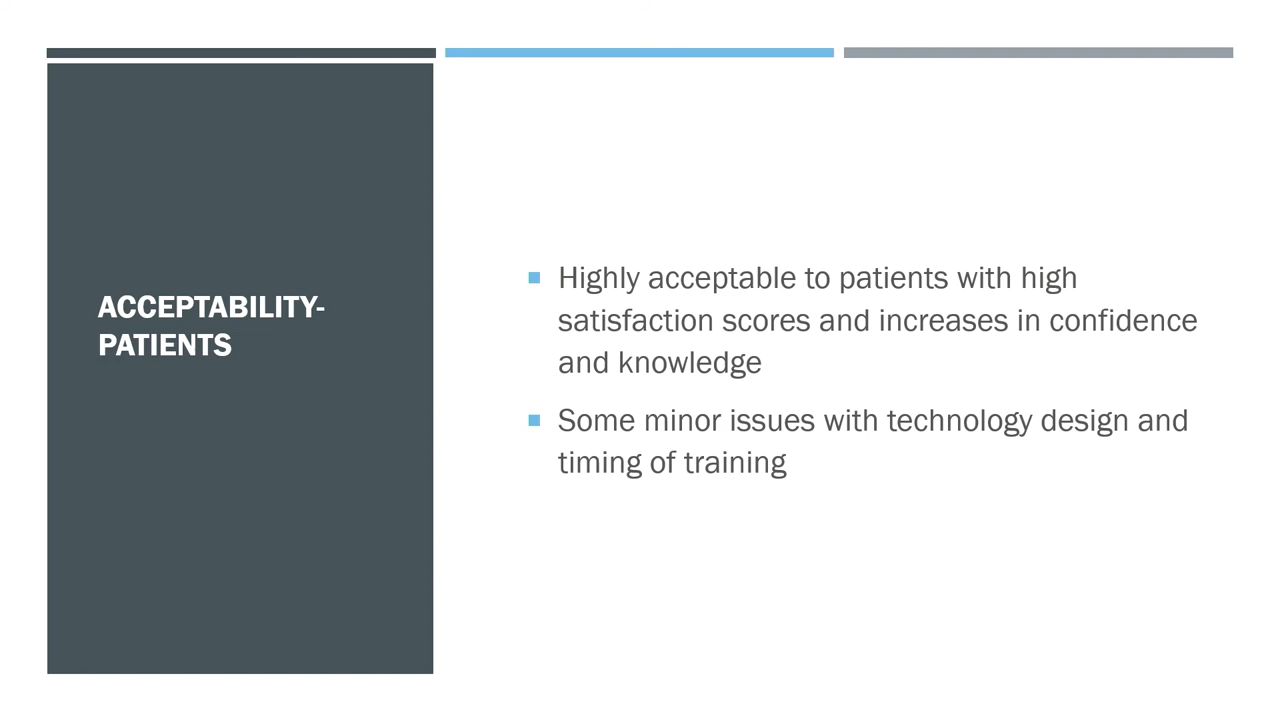 ACCEPTABILITY-
PATIENTS
Highly acceptable to patients with high
satisfaction scores and increases in confidence
and knowledge
Some minor issues with technology design and
timing of training